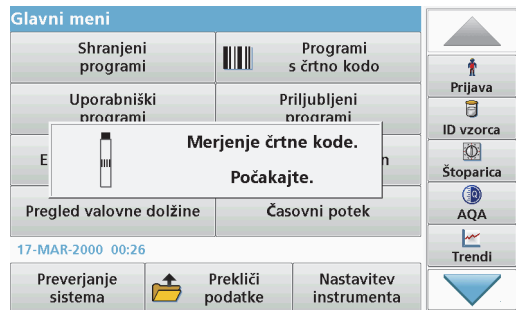 Glavni meni
Shranjeni
programi
Programi
s črtno kodo
Uporabniški
programi
Priljubljeni
programi
Merjenje črtne kode.
Počakajte.
Pregled valovne dolžine
Časovni potek
17-MAR-2000 00:26
Preverjanje
sistema
Prekliči
podatke
Nastavitev
instrumenta
Prijava
ID vzorca
Štoparica
AQA
Trendi